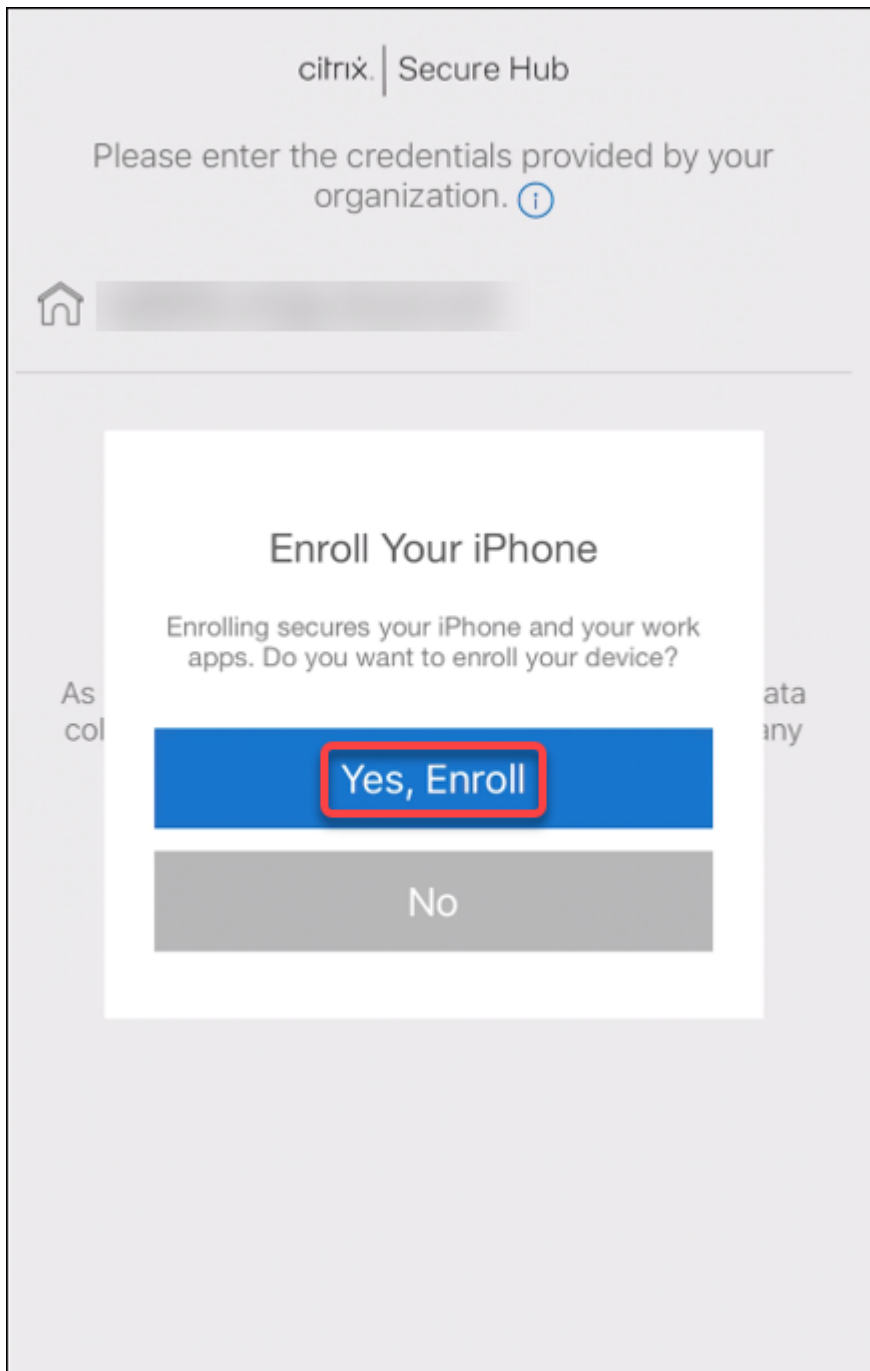 citrix. | Secure Hub
Please enter the credentials provided by your
organization.
Enroll Your iPhone
Enrolling secures your iPhone and your work
apps. Do you want to enroll your device?
As
ata
col
any
Yes, Enroll
No